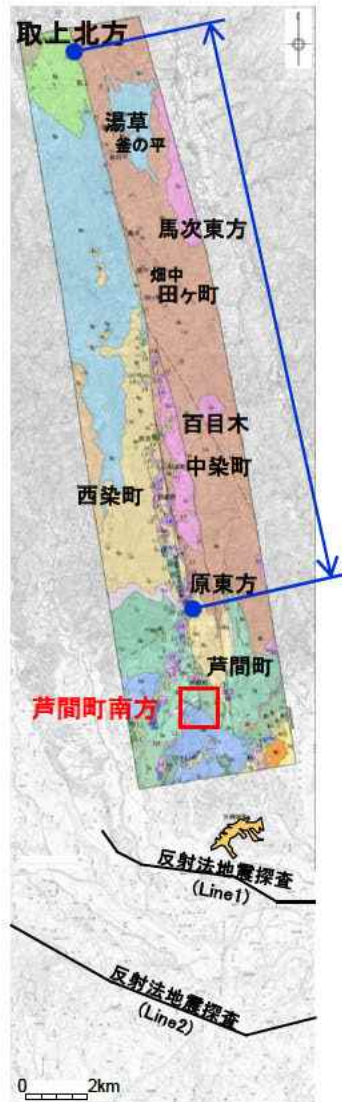 取上北方
湯草
釜の平
馬次東方
畑中
田ヶ町
百目木
中染町
西染町
原東方
芦間町
芦間町南方
反射法地震探査
(Line1)
反射法地震探査
(Line2)
0 2km